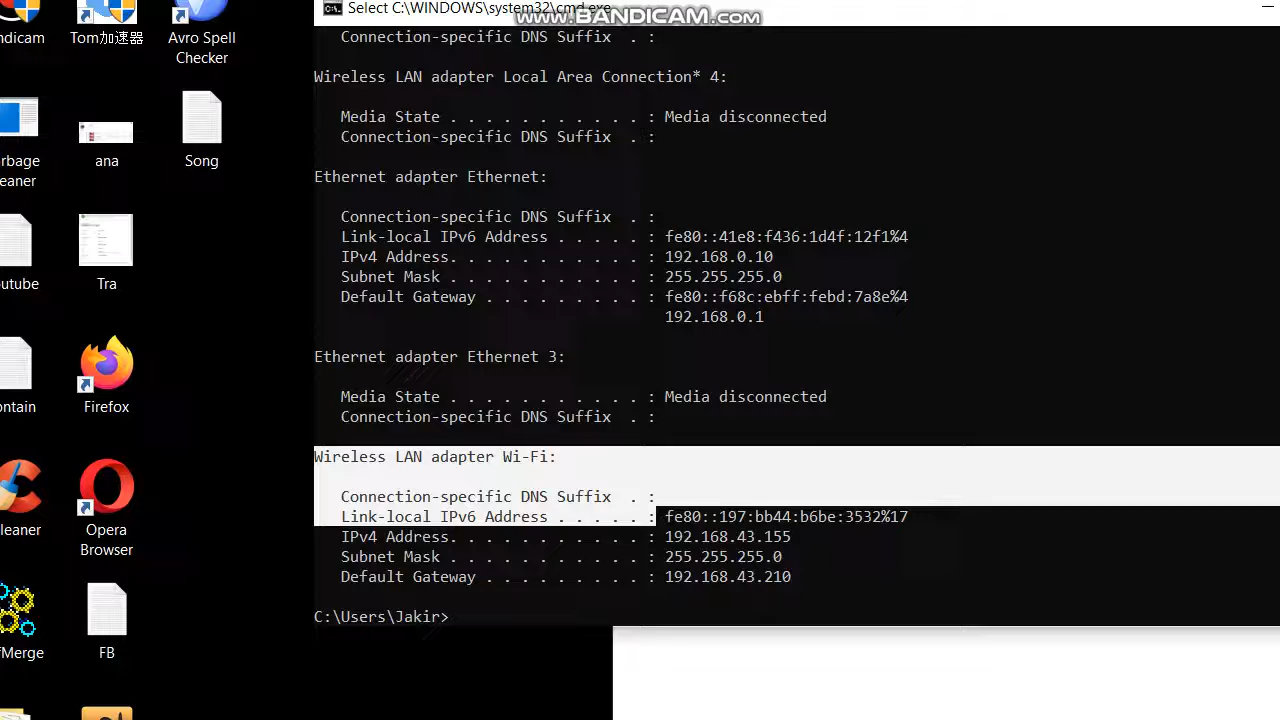 Select C:\WINDOWS\system32\cmd.exe
www.BANDICAM.com
Connection-specific DNS Suffix . :
Wireless LAN adapter Local Area Connection* 4:
Media State . . . . . . . . . . . : Media disconnected
Connection-specific DNS Suffix . :
Ethernet adapter Ethernet:
Connection-specific DNS Suffix . :
Link-local IPv6 Address . . . . . : fe80::41e8:f436:1d4f:12f1%4
IPv4 Address. . . . . . . . . . . : 192.168.0.10
Subnet Mask . . . . . . . . . . . : 255.255.255.0
Default Gateway . . . . . . . . . : fe80::f68c:ebff:febd:7a8e%4
192.168.0.1
Ethernet adapter Ethernet 3:
Media State . . . . . . . . . . . : Media disconnected
Connection-specific DNS Suffix . :
Wireless LAN adapter Wi-Fi:
Connection-specific DNS Suffix . :
Link-local IPv6 Address . . . . . : fe80::197:bb44:b6be:3532%17
IPv4 Address. . . . . . . . . . . : 192.168.43.155
Subnet Mask . . . . . . . . . . . : 255.255.255.0
Default Gateway . . . . . . . . . : 192.168.43.210
C:\Users\Jakir>
ndicam
Tom加速器
Avro Spell
Checker
rbage
eaner
ana
Song
utube
Tra
ontain
Firefox
leaner
Opera
Browser
Merge
FB